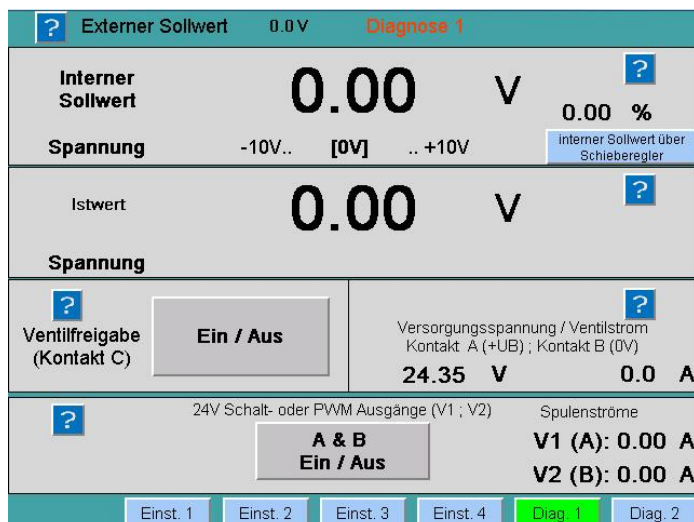 ? Externer Sollwert 0.0 V Diagnose 1
Interner
Sollwert
0.00 V
?
0.00 %
Spannung -10V.. [0V] .. +10V
interner Sollwert über
Schieberegler
Istwert
0.00 V
?
Spannung
?
Ventilfreigabe
(Kontakt C)
Ein / Aus
?
Versorgungsspannung / Ventilstrom
Kontakt A (+UB) ; Kontakt B (0V)
24.35 V 0.0 A
?
24V Schalt- oder PWM Ausgänge (V1 ; V2)
A & B
Ein / Aus
Spulenströme
V1 (A): 0.00 A
V2 (B): 0.00 A
Einst. 1 Einst. 2 Einst. 3 Einst. 4 Diag. 1 Diag. 2